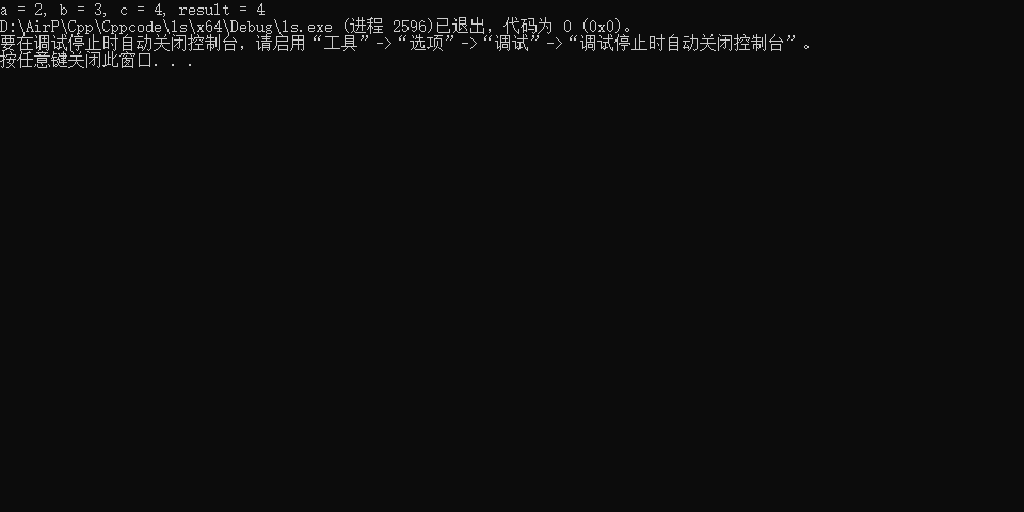 a = 2, b = 3, c = 4, result = 4
D:\AirP\Cpp\Cppcode\ls\x64\Debug\ls.exe (进程 2596)已退出，代码为 0 (0x0)。
要在调试停止时自动关闭控制台，请启用“工具”->“选项”->“调试”->“调试停止时自动关闭控制台”。
按任意键关闭此窗口. . .